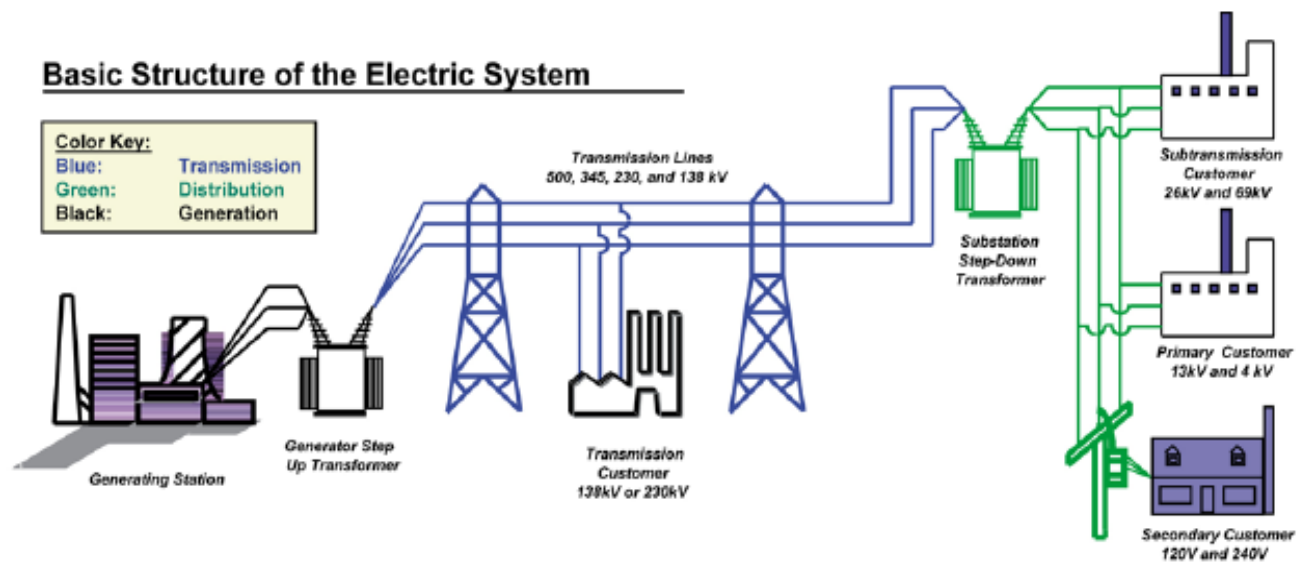 Basic Structure of the Electric System
Color Key:
Blue: Transmission
Green: Distribution
Black: Generation
Transmission Lines
500, 345, 230, and 138 kV
Subtransmission
Customer
26kV and 69kV
Substation
Step-Down
Transformer
Primary Customer
13kV and 4 kV
Generating Station
Generator Step
Up Transformer
Transmission
Customer
138kV or 230kV
Secondary Customer
120V and 240V